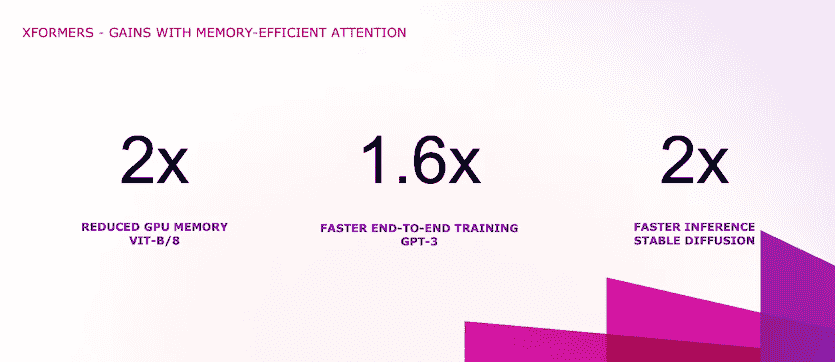 XFORMERS - GAINS WITH MEMORY-EFFICIENT ATTENTION
2x
REDUCED GPU MEMORY
VIT-B/8
1.6x
FASTER END-TO-END TRAINING
GPT-3
2x
FASTER INFERENCE
STABLE DIFFUSION